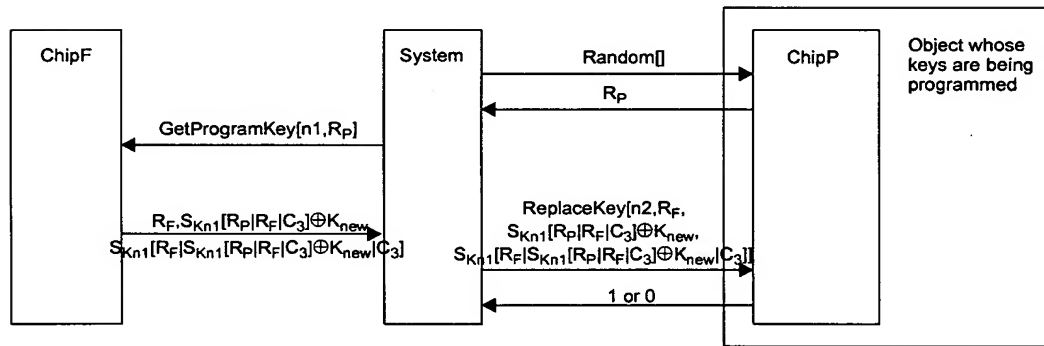 ChipF
System
ChipP
Object whose
keys are being
programmed
Random[]
R_P
GetProgramKey[n1,R_P]
R_F,S_Kn1[R_P|R_F|C_3]⊕K_new
S_Kn1[R_F|S_Kn1[R_P|R_F|C_3]⊕K_new|C_3]
ReplaceKey[n2,R_F,
S_Kn1[R_P|R_F|C_3]⊕K_new,
S_Kn1[R_F|S_Kn1[R_P|R_F|C_3]⊕K_new|C_3]]
1 or 0